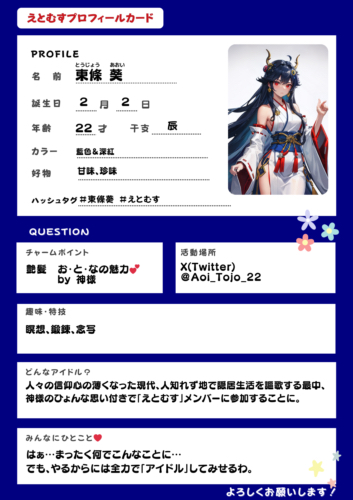 えとむすプロフィールカード
PROFILE
とうじょう あおい
名 前 東條 葵
誕生日 2 月 2 日
年齢 22 才 干支 辰
カラー 藍色&深紅
好物 甘味、珍味
ハッシュタグ #東條葵 #えとむす
QUESTION
チャームポイント
艶髪 お・と・なの魅力💕
by 神様
活動場所
X(Twitter)
@Aoi_Tojo_22
趣味・特技
瞑想、鍛錬、念写
どんなアイドル？
人々の信仰心の薄くなった現代、人知れず地で隠居生活を謳歌する最中、
神様のひょんな思い付きで「えとむす」メンバーに参加することに。
みんなにひとこと❤
はぁ…まったく何でこんなことに…
でも、やるからには全力で「アイドル」してみせるわ。
よろしくお願いします！